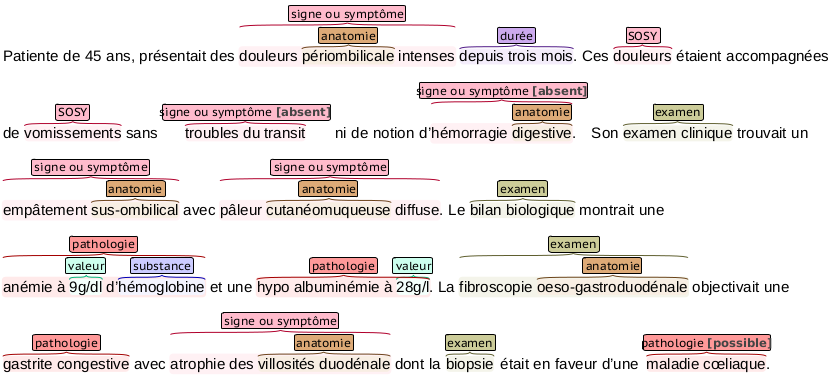 signe ou symptôme
anatomie durée SOSY
Patiente de 45 ans, présentait des douleurs périombilicale intenses depuis trois mois. Ces douleurs étaient accompagnées
signe ou symptôme [absent]
SOSY signe ou symptôme [absent] anatomie examen
de vomissements sans troubles du transit ni de notion d'hémorragie digestive. Son examen clinique trouvait un
signe ou symptôme signe ou symptôme
anatomie anatomie examen
empâtement sus-ombilical avec pâleur cutanéomuqueuse diffuse. Le bilan biologique montrait une
pathologie examen
valeur substance pathologie valeur anatomie
anémie à 9g/dl d'hémoglobine et une hypo albuminémie à 28g/l. La fibroscopie oeso-gastroduodénale objectivait une
signe ou symptôme
pathologie anatomie examen pathologie [possible]
gastrite congestive avec atrophie des villosités duodénale dont la biopsie était en faveur d'une maladie cœliaque.